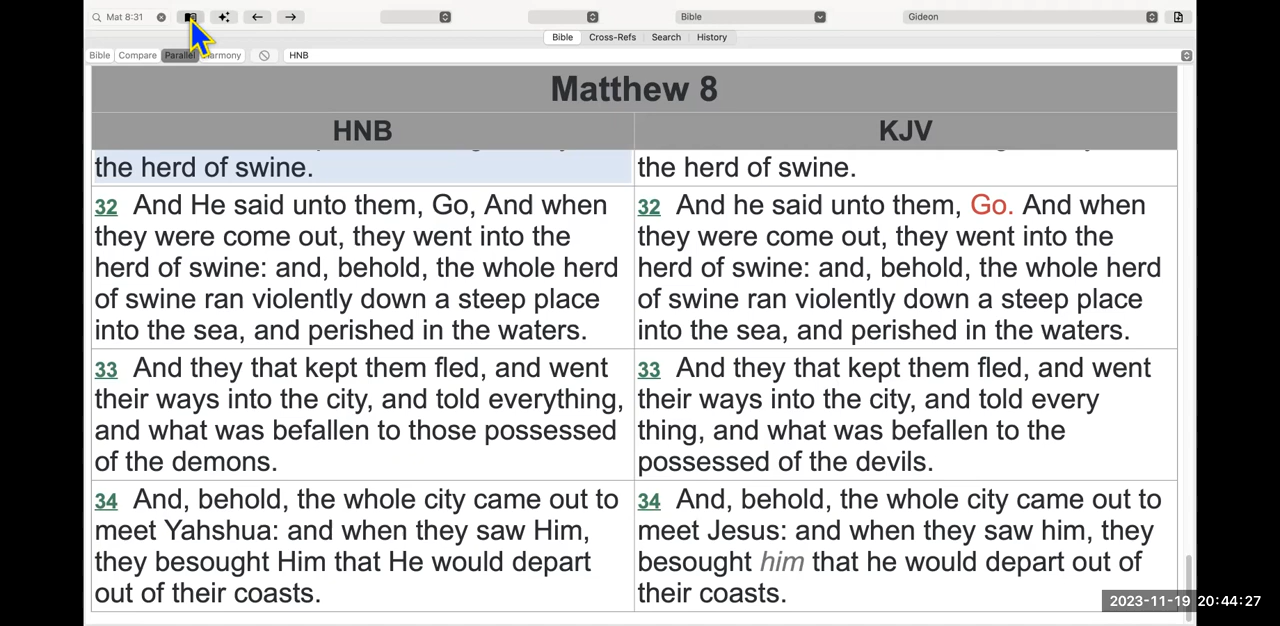 Mat 8:31
Bible
Gideon
Bible Cross-Refs Search History
Bible Compare Parallel HNB
Matthew 8
HNB
the herd of swine.
32 And He said unto them, Go, And when
they were come out, they went into the
herd of swine: and, behold, the whole herd
of swine ran violently down a steep place
into the sea, and perished in the waters.
33 And they that kept them fled, and went
their ways into the city, and told everything,
and what was befallen to those possessed
of the demons.
34 And, behold, the whole city came out to
meet Yahshua: and when they saw Him,
they besought Him that He would depart
out of their coasts.
KJV
the herd of swine.
32 And he said unto them, Go. And when
they were come out, they went into the
herd of swine: and, behold, the whole herd
of swine ran violently down a steep place
into the sea, and perished in the waters.
33 And they that kept them fled, and went
their ways into the city, and told every
thing, and what was befallen to the
possessed of the devils.
34 And, behold, the whole city came out to
meet Jesus: and when they saw him, they
besought him that he would depart out of
their coasts.
2023-11-19 20:44:27